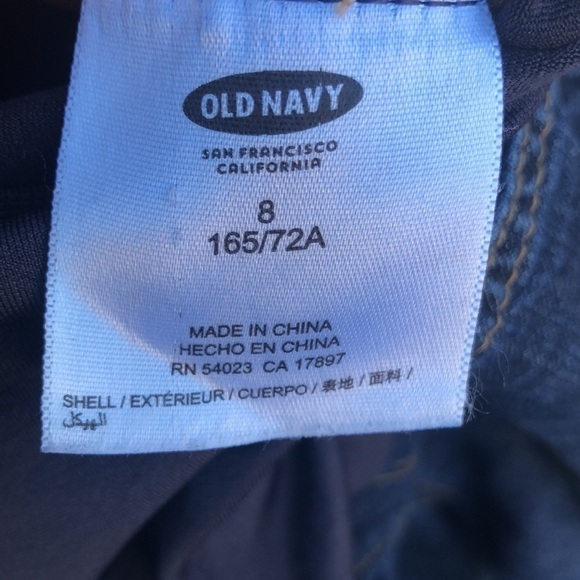 OLD NAVY
SAN FRANCISCO
CALIFORNIA
8
165/72A
MADE IN CHINA
HECHO EN CHINA
RN 54023 CA 17897
SHELL / EXTÉRIEUR / CUERPO / 表地 / 面料 /
الهيكل